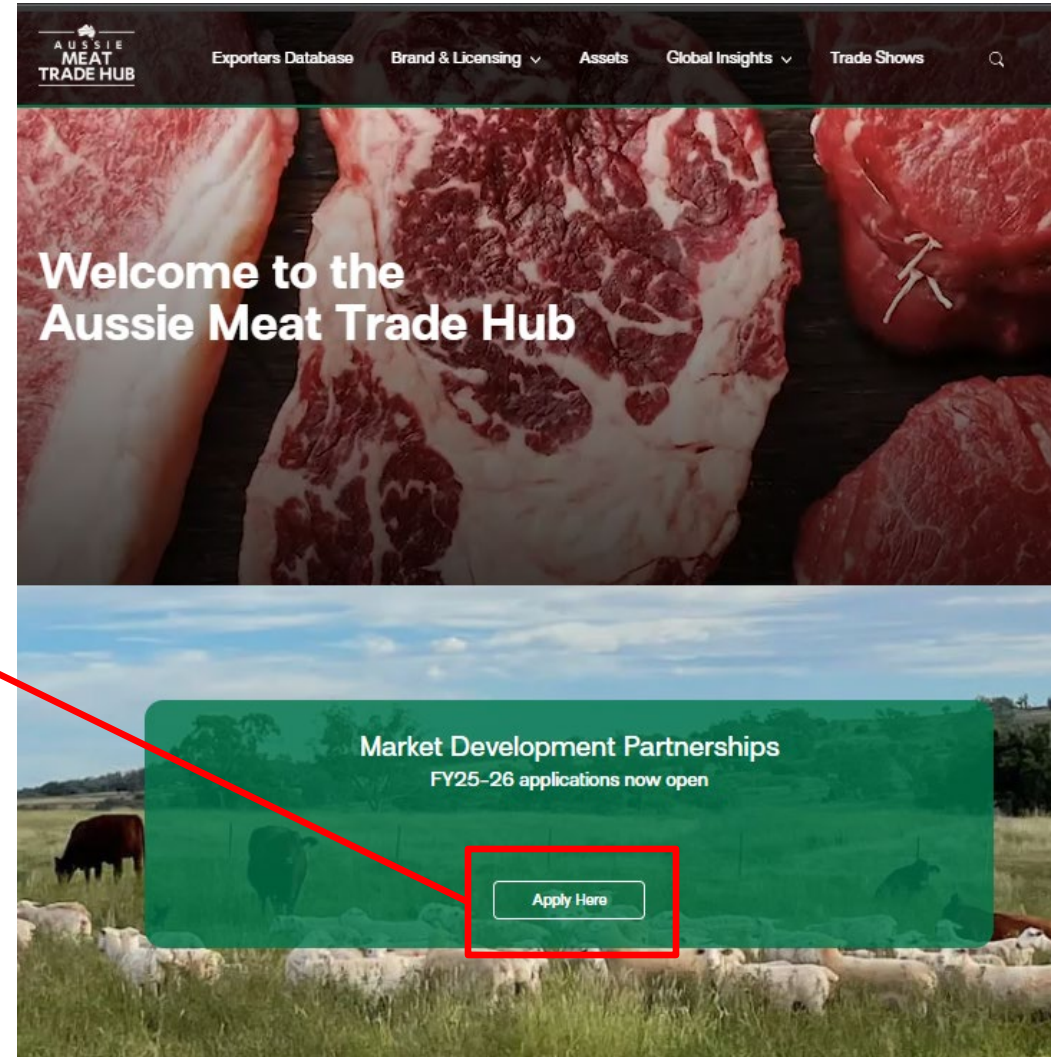 AUSSIE
MEAT
TRADE HUB
Exporters Database
Brand & Licensing
Assets
Global Insights
Trade Shows
Welcome to the
Aussie Meat Trade Hub
Market Development Partnerships
FY25-26 applications now open
Apply Here